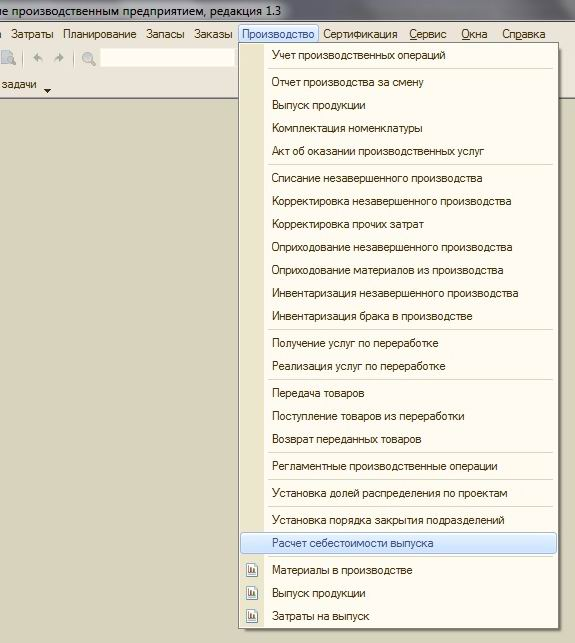 ие производственным предприятием, редакция 1.3
Затраты Планирование Запасы Заказы Производство Сертификация Сервис Окна Справка
задачи
Учет производственных операций
Отчет производства за смену
Выпуск продукции
Комплектация номенклатуры
Акт об оказании производственных услуг
Списание незавершенного производства
Корректировка незавершенного производства
Корректировка прочих затрат
Оприходование незавершенного производства
Оприходование материалов из производства
Инвентаризация незавершенного производства
Инвентаризация брака в производстве
Получение услуг по переработке
Реализация услуг по переработке
Передача товаров
Поступление товаров из переработки
Возврат переданных товаров
Регламентные производственные операции
Установка долей распределения по проектам
Установка порядка закрытия подразделений
Расчет себестоимости выпуска
Материалы в производстве
Выпуск продукции
Затраты на выпуск